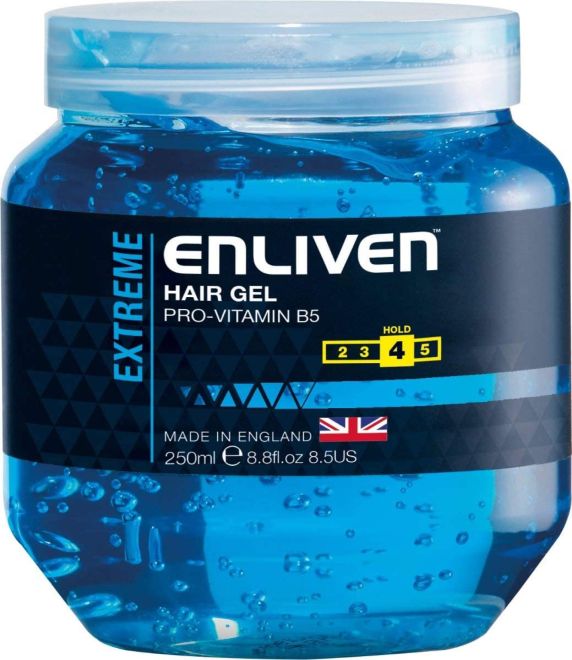 EXTREME
ENLIVEN™
HAIR GEL
PRO-VITAMIN B5
HOLD
2 3 4 5
MADE IN ENGLAND
250ml ℮ 8.8fl.oz 8.5US